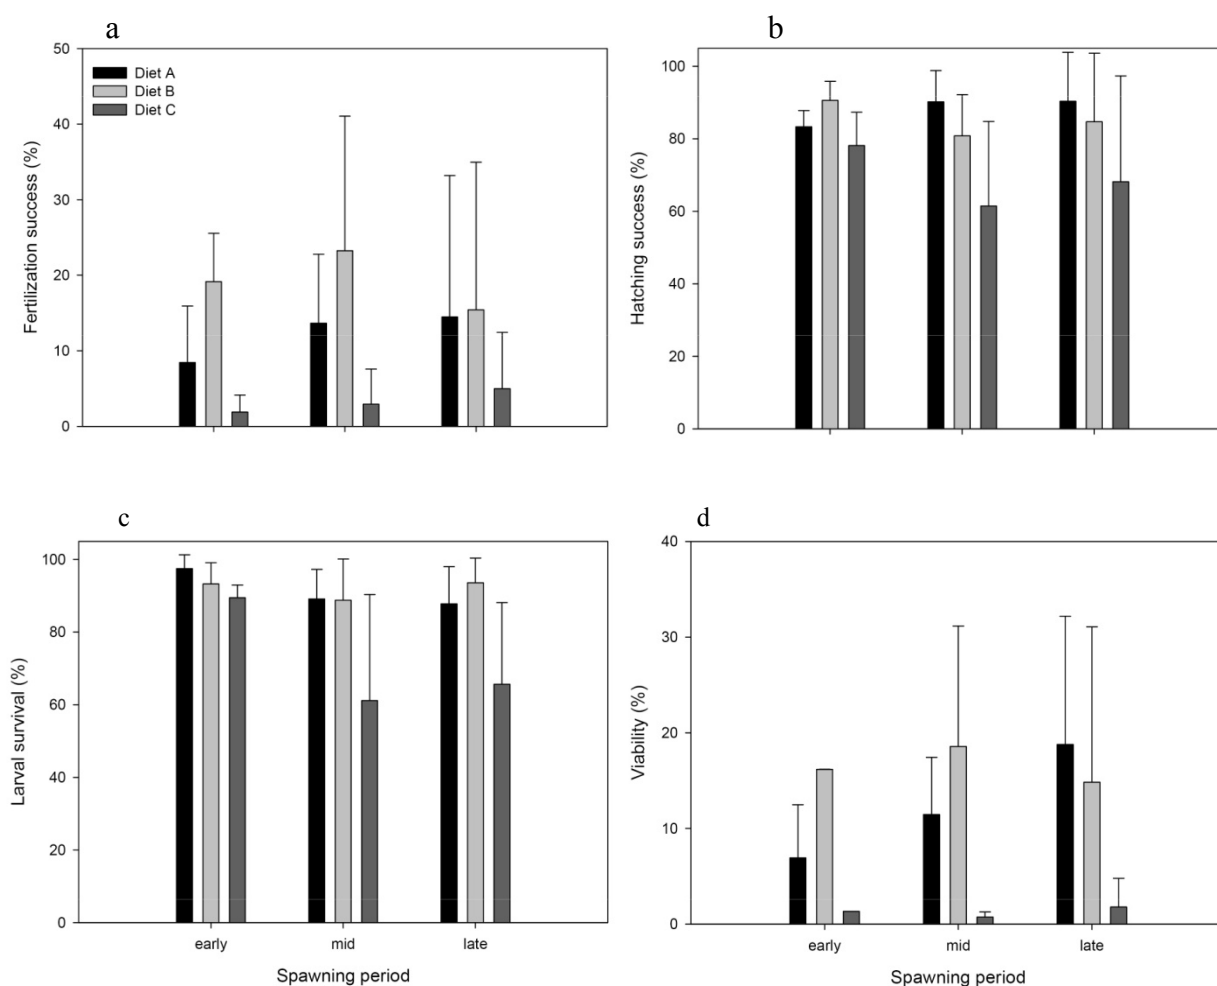 a
50
40
30
20
10
0
Fertilization success (%)
Diet A
Diet B
Diet C
b
100
80
60
40
20
0
Hatching success (%)
c
100
80
60
40
20
0
Larval survival (%)
early mid late
Spawning period
d
40
30
20
10
0
Viability (%)
early mid late
Spawning period